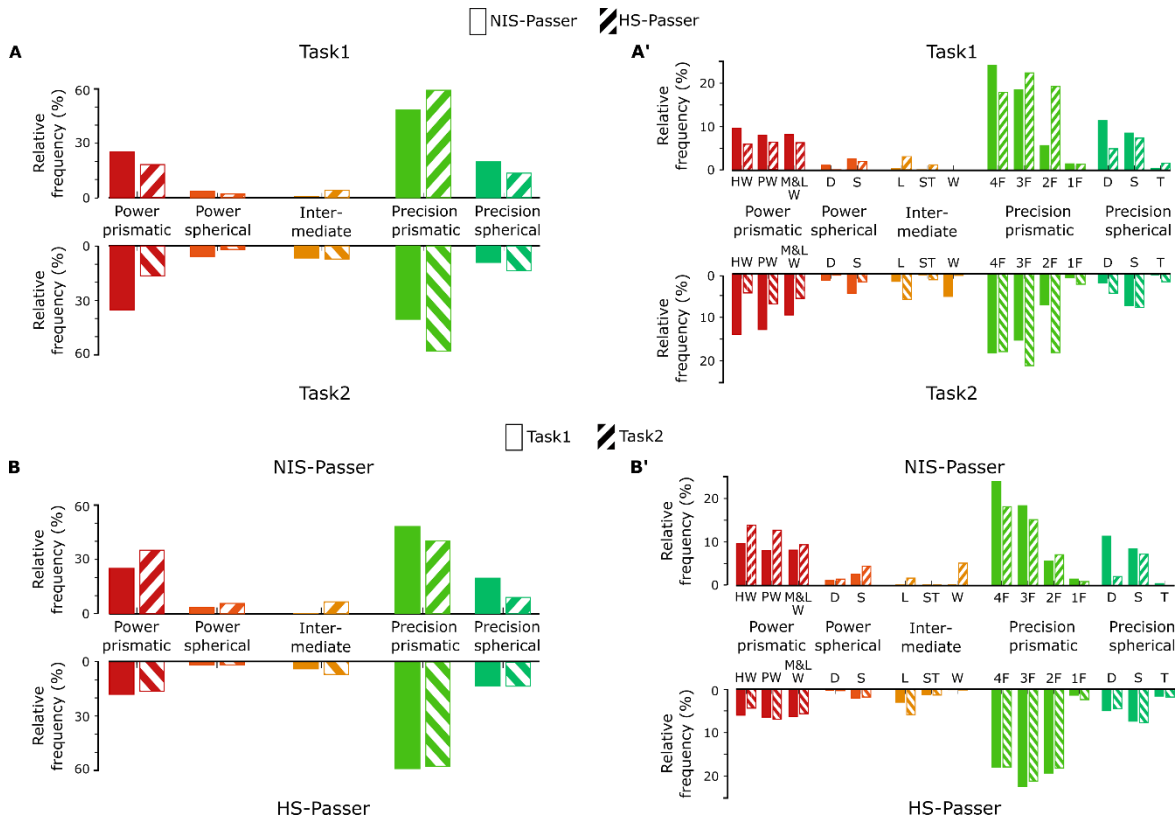 NIS-Passer HS-Passer
A
Task1
Relative frequency (%)
60
30
0
Power prismatic
Power spherical
Inter-mediate
Precision prismatic
Precision spherical
Relative frequency (%)
0
30
60
Task2
A'
Task1
Relative frequency (%)
20
10
0
HW PW M&L W D S L ST W 4F 3F 2F 1F D S T
Power prismatic
Power spherical
Inter-mediate
Precision prismatic
Precision spherical
HW PW M&L W D S L ST W 4F 3F 2F 1F D S T
Relative frequency (%)
0
10
20
Task2
Task1 Task2
B
NIS-Passer
Relative frequency (%)
60
30
0
Power prismatic
Power spherical
Inter-mediate
Precision prismatic
Precision spherical
Relative frequency (%)
0
30
60
HS-Passer
B'
NIS-Passer
Relative frequency (%)
20
10
0
HW PW M&L W D S L ST W 4F 3F 2F 1F D S T
Power prismatic
Power spherical
Inter-mediate
Precision prismatic
Precision spherical
HW PW M&L W D S L ST W 4F 3F 2F 1F D S T
Relative frequency (%)
0
10
20
HS-Passer